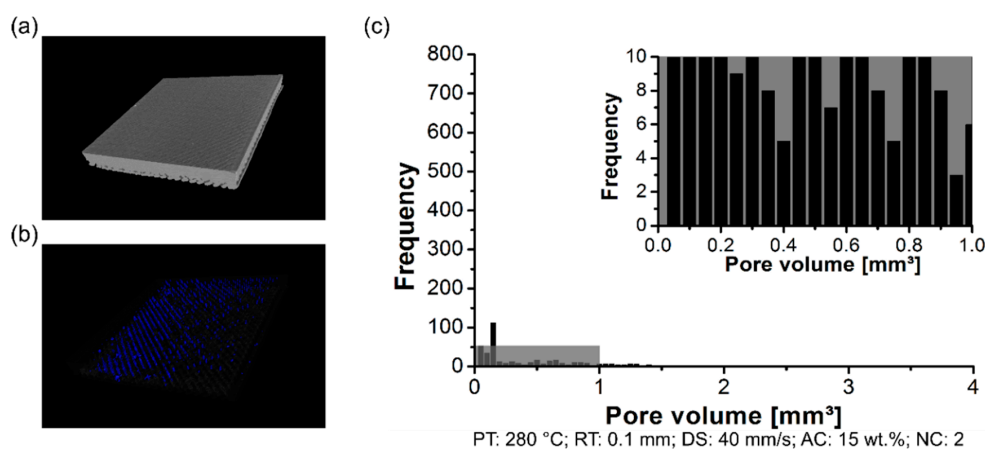 (a)
(b)
(c)
800
700
600
500
400
300
200
100
0
Frequency
0 1 2 3 4
Pore volume [mm³]
10
8
6
4
2
0
Frequency
0.0 0.2 0.4 0.6 0.8 1.0
Pore volume [mm³]
PT: 280 °C; RT: 0.1 mm; DS: 40 mm/s; AC: 15 wt.%; NC: 2